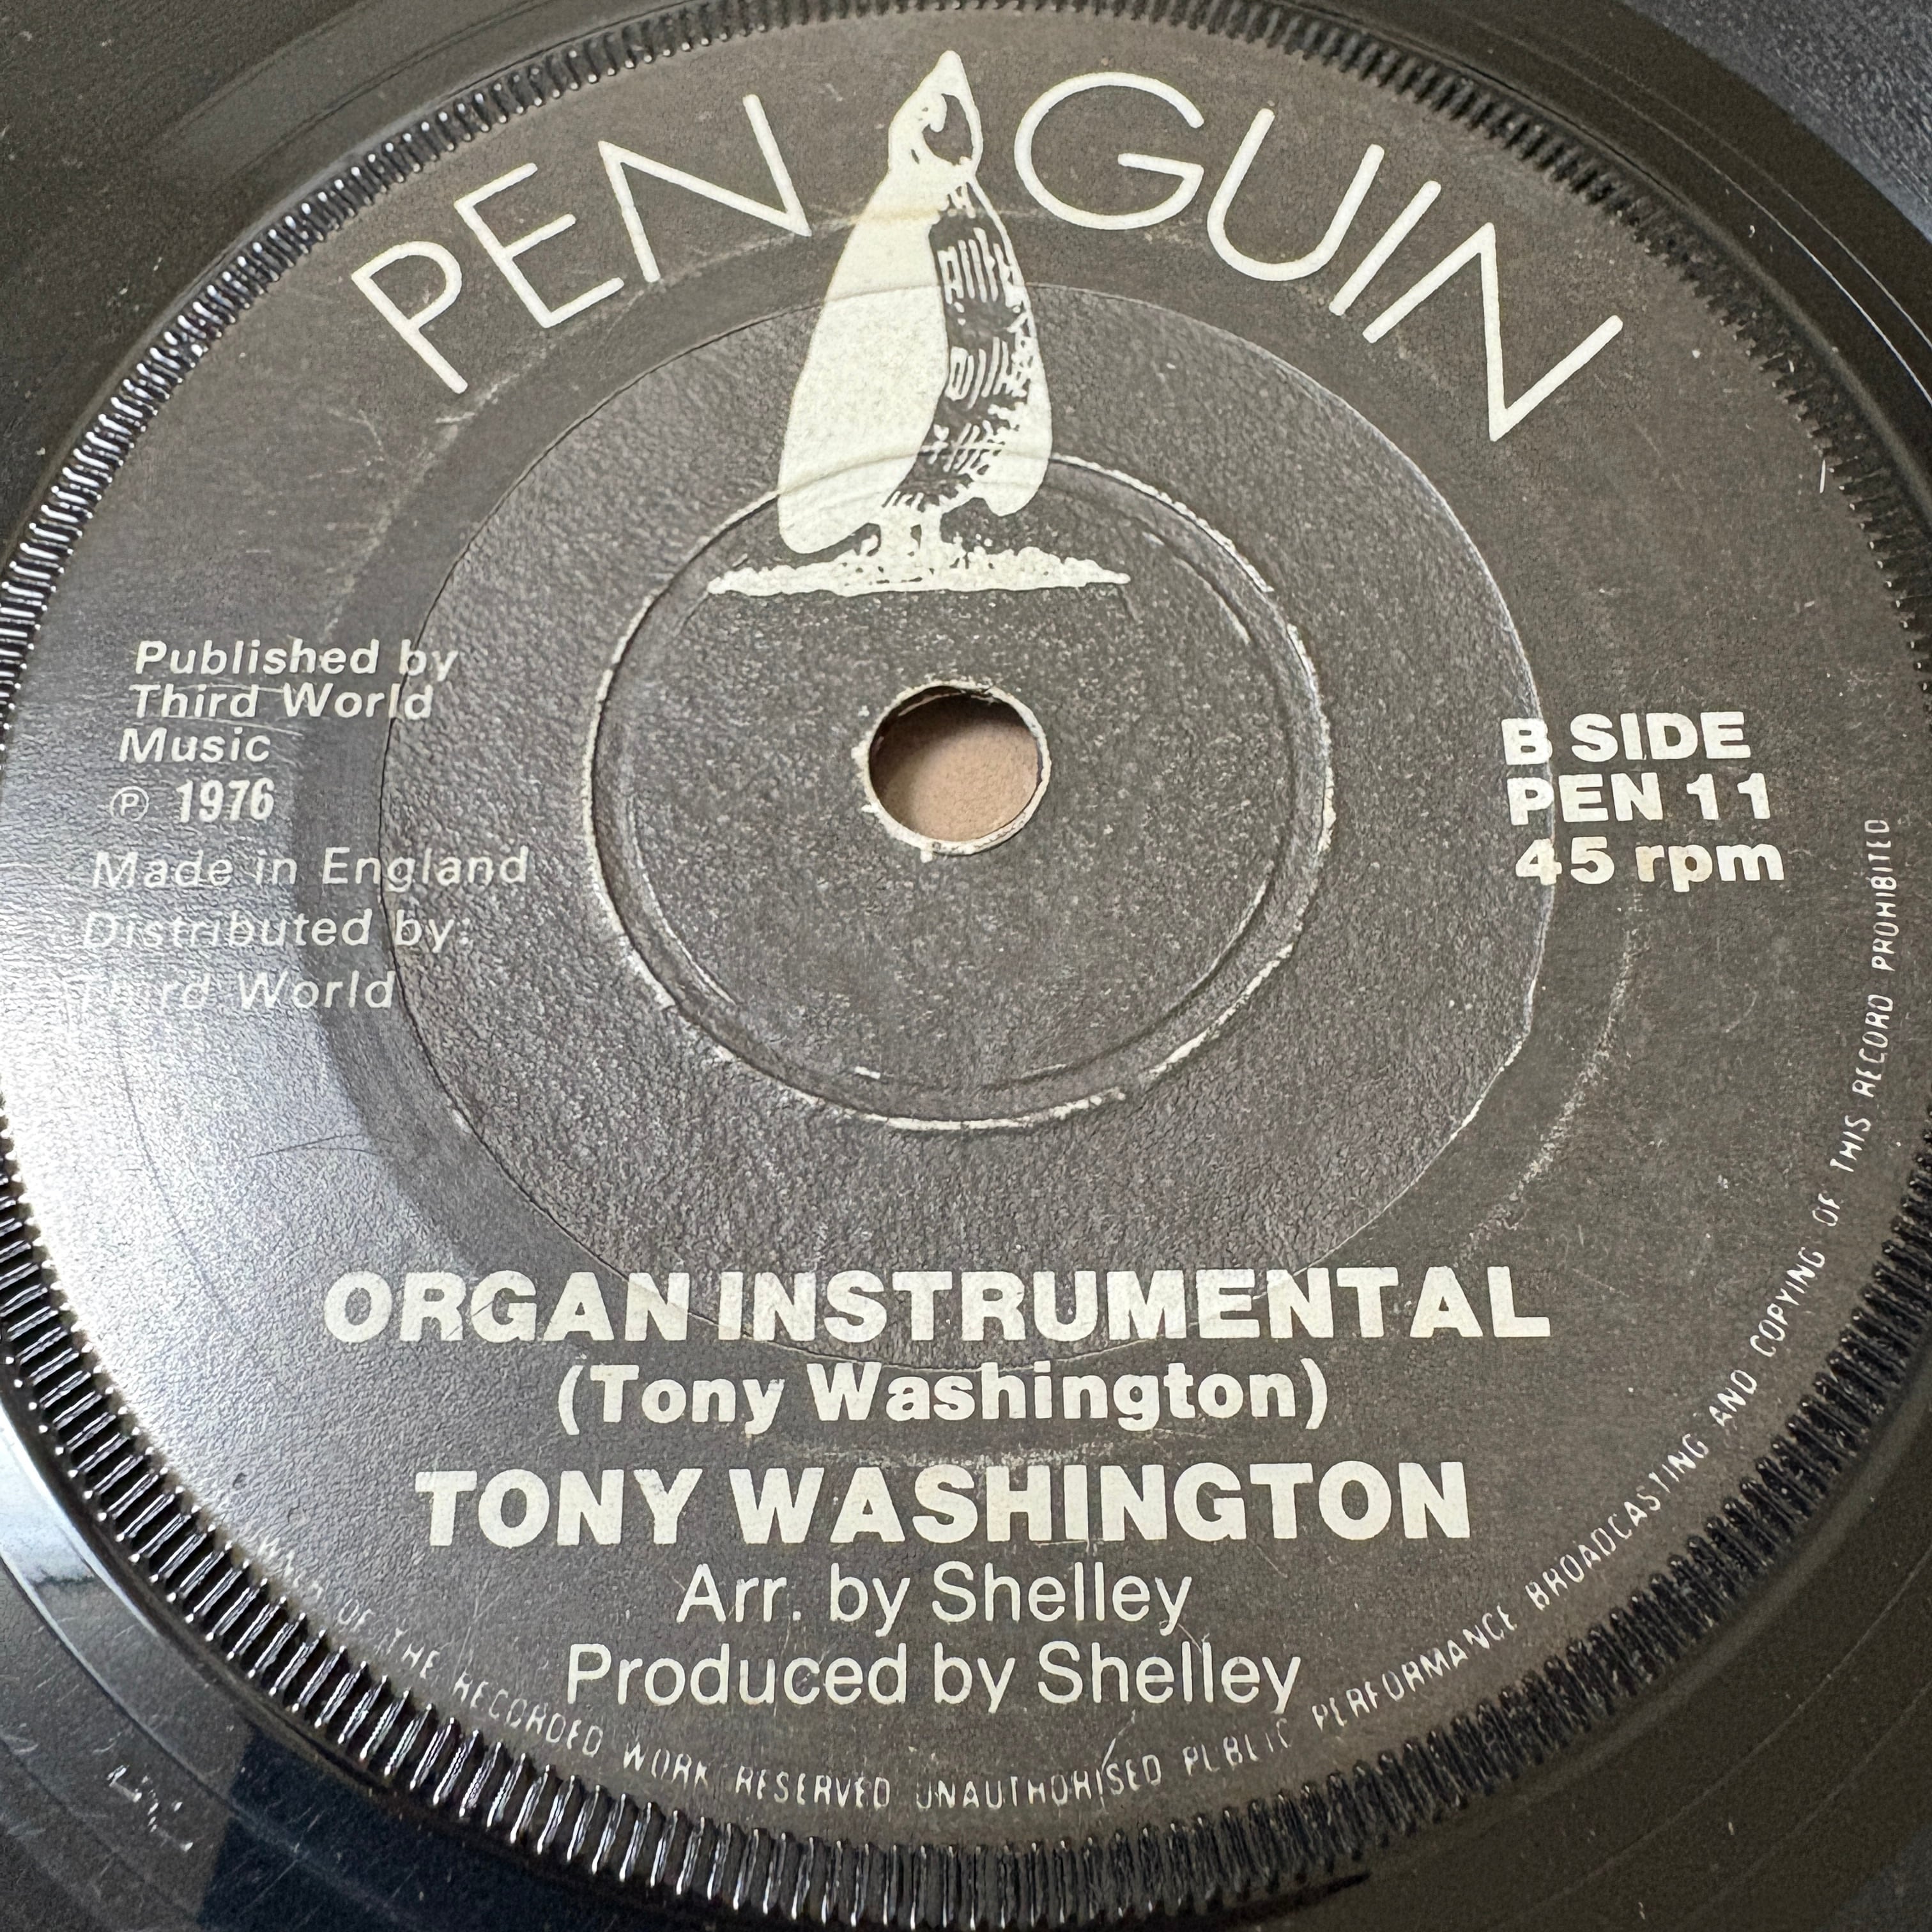 PENGUIN
Published by
Third World
Music
℗ 1976
Made in England
Distributed by:
Third World
B SIDE
PEN 11
45 rpm
ORGAN INSTRUMENTAL
(Tony Washington)
TONY WASHINGTON
Arr. by Shelley
Produced by Shelley
OF THE RECORDED WORK RESERVED UNAUTHORISED PUBLIC PERFORMANCE BROADCASTING AND COPYING OF THIS RECORD PROHIBITED